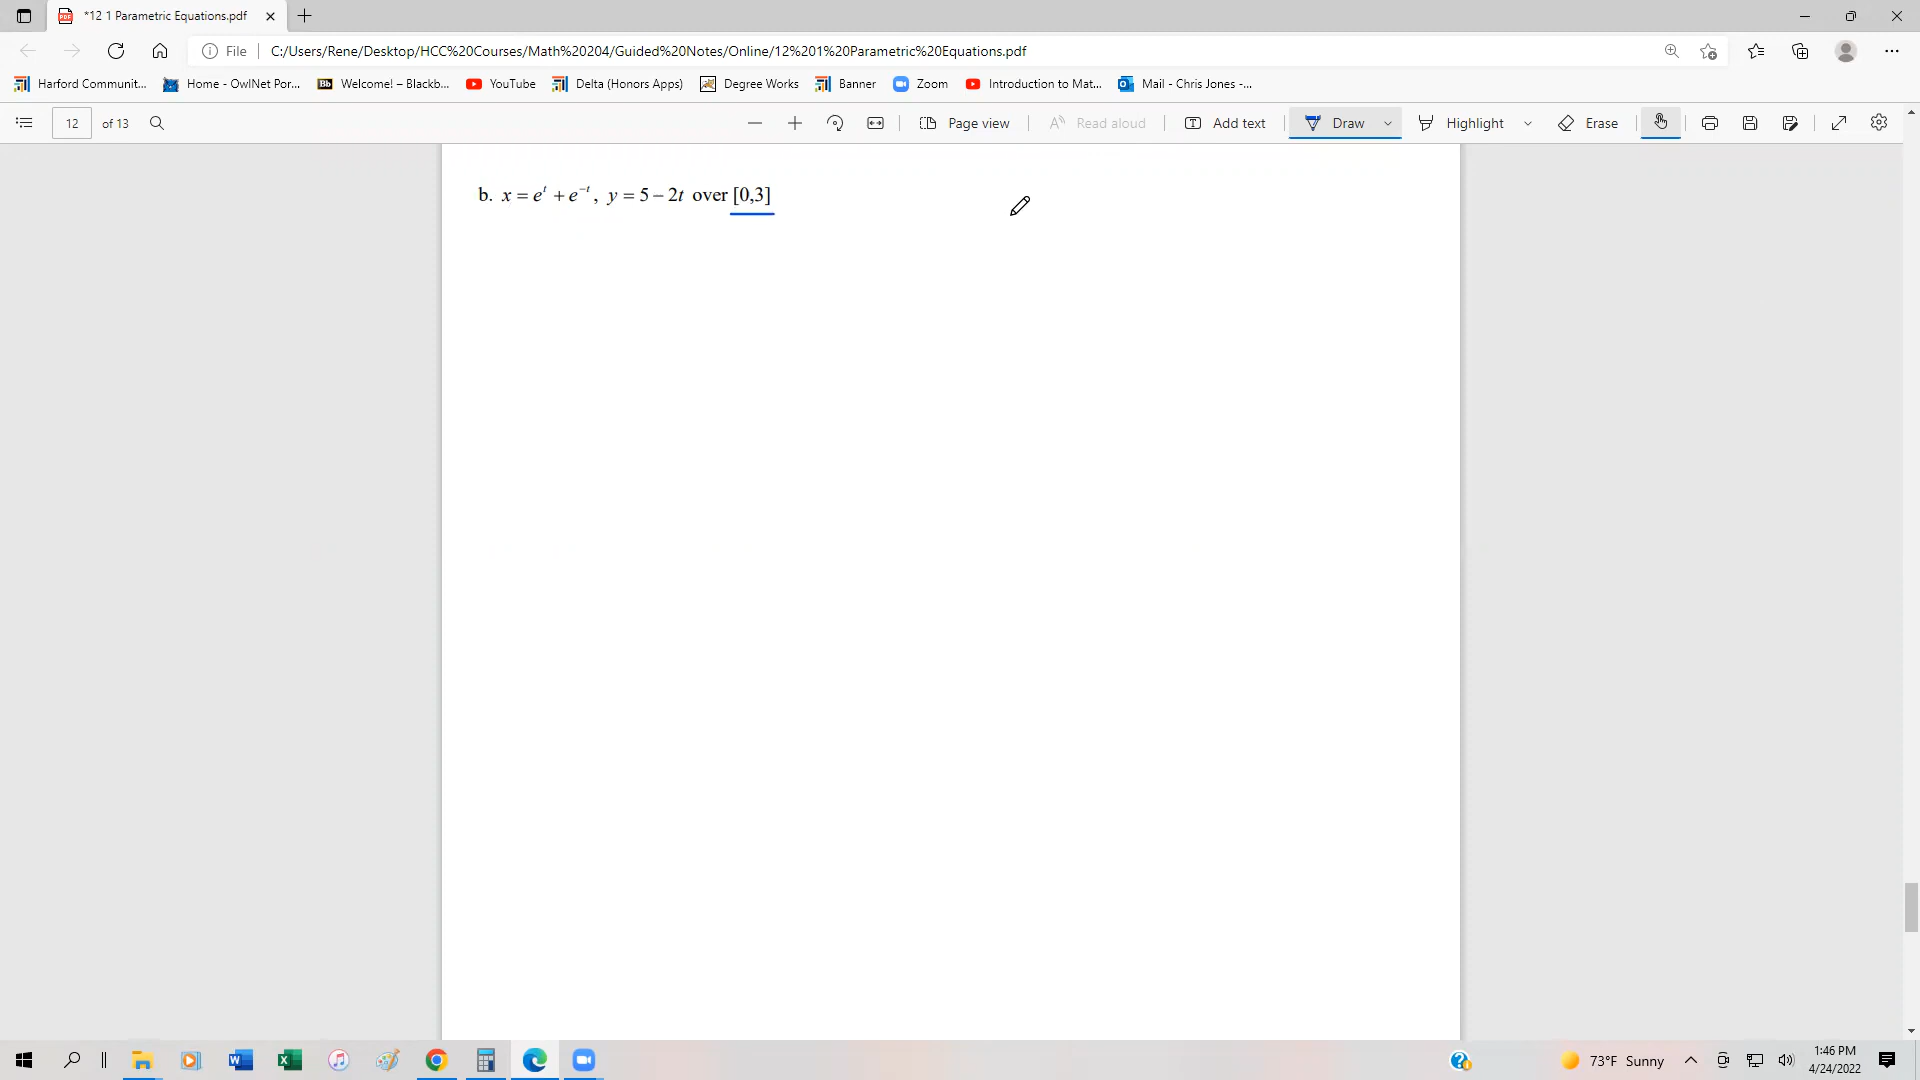 *12 1 Parametric Equations.pdf
File C:/Users/Rene/Desktop/HCC%20Courses/Math%20204/Guided%20Notes/Online/12%201%20Parametric%20Equations.pdf
Harford Communit... Home - OwlNet Por... Bb Welcome! – Blackb... YouTube Delta (Honors Apps) Degree Works Banner Zoom Introduction to Mat... Mail - Chris Jones -...
12 of 13 Page view Read aloud Add text Draw Highlight Erase
b. x = e^t + e^{-t}, y = 5 − 2t over [0,3]
73°F Sunny
1:46 PM
4/24/2022